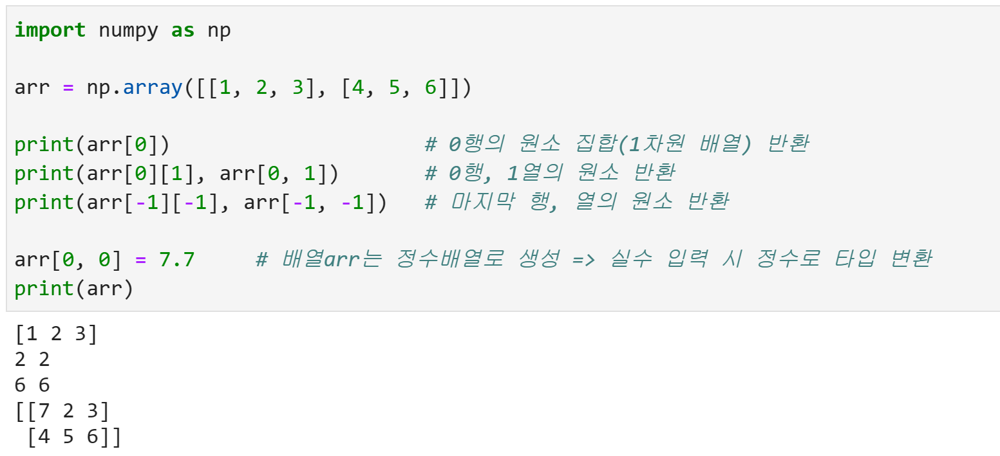 import numpy as np
arr = np.array([[1, 2, 3], [4, 5, 6]])
print(arr[0])                     # 0행의 원소 집합(1차원 배열) 반환
print(arr[0][1], arr[0, 1])       # 0행, 1열의 원소 반환
print(arr[-1][-1], arr[-1, -1])   # 마지막 행, 열의 원소 반환
arr[0, 0] = 7.7     # 배열arr는 정수배열로 생성 => 실수 입력 시 정수로 타입 변환
print(arr)
[1 2 3]
2 2
6 6
[[7 2 3]
 [4 5 6]]